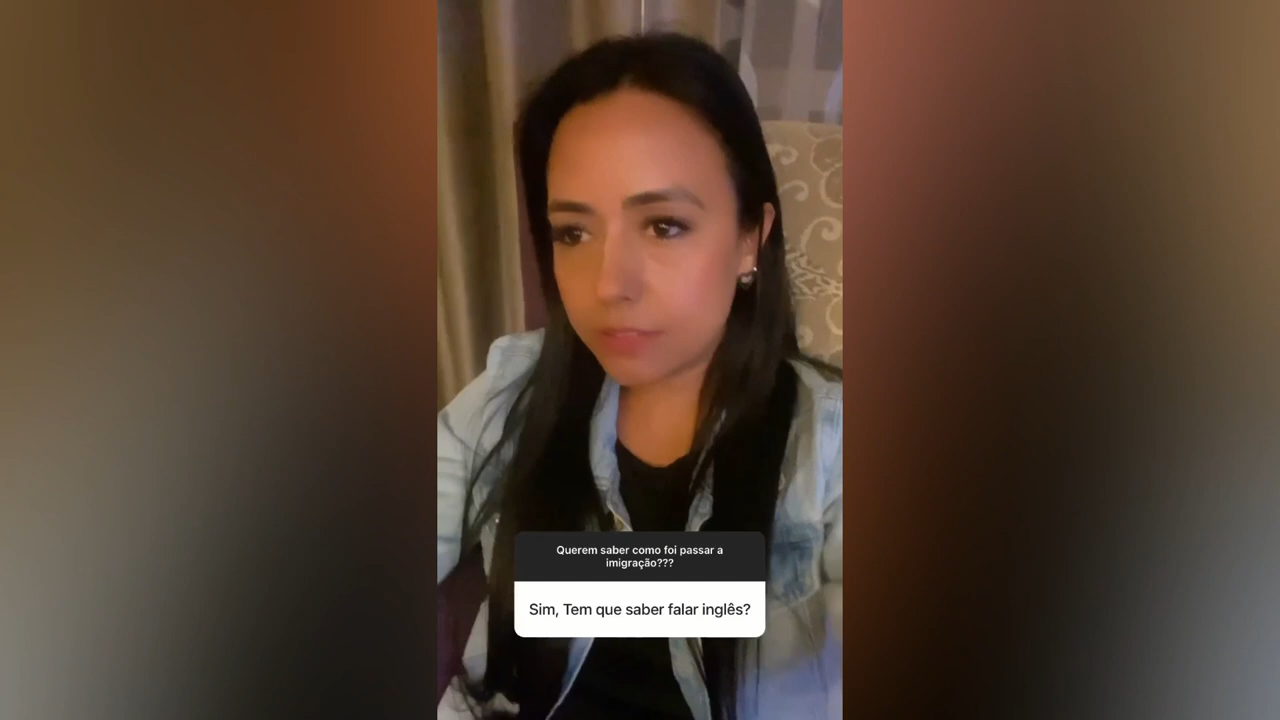 Querem saber como foi passar a
imigração???
Sim, Tem que saber falar inglês?